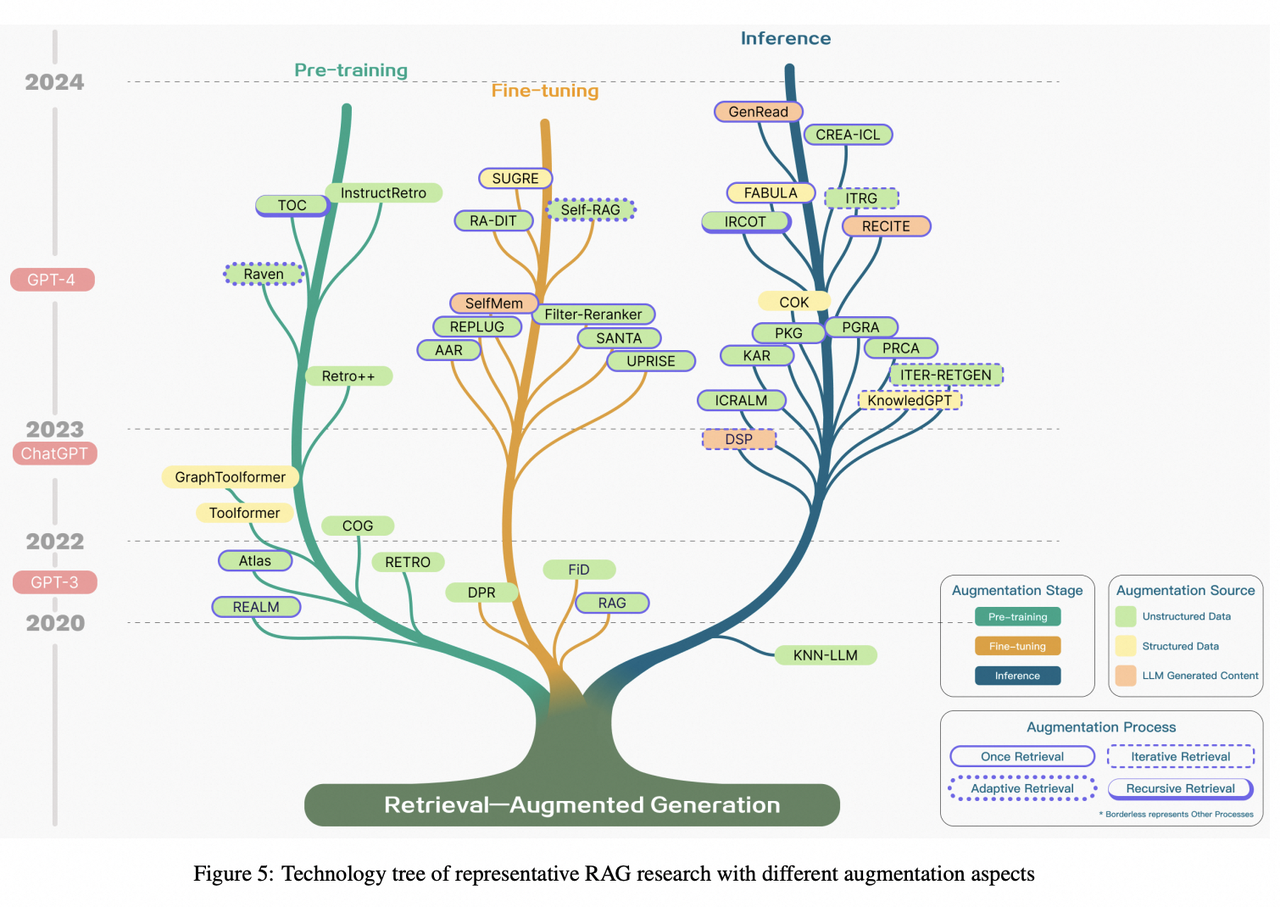 Inference
Pre-training
2024
Fine-tuning
GenRead
CREA-ICL
SUGRE
InstructRetro
FABULA
ITRG
TOC
Self-RAG
RA-DIT
IRCOT
RECITE
Raven
GPT-4
COK
SelfMem
Filter-Reranker
REPLUG
PGRA
PKG
SANTA
AAR
PRCA
KAR
UPRISE
Retro++
ITER-RETGEN
ICRALM
KnowledGPT
2023
DSP
ChatGPT
GraphToolformer
Toolformer
COG
2022
Atlas
RETRO
FiD
GPT-3
DPR
RAG
REALM
2020
KNN-LLM
Augmentation Stage
Pre-training
Fine-tuning
Inference
Augmentation Source
Unstructured Data
Structured Data
LLM Generated Content
Augmentation Process
Once Retrieval
Iterative Retrieval
Adaptive Retrieval
Recursive Retrieval
* Borderless represents Other Processes
Retrieval—Augmented Generation
Figure 5: Technology tree of representative RAG research with different augmentation aspects